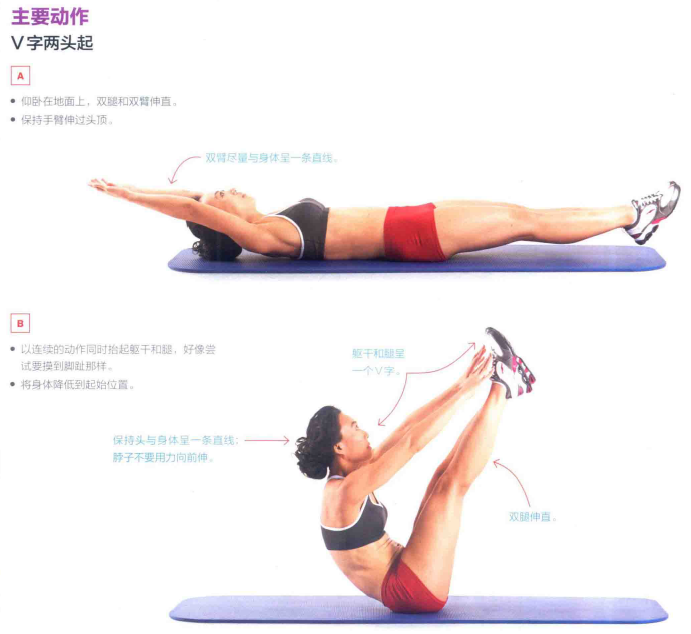 主要动作
V字两头起
A
• 仰卧在地面上，双腿和双臂伸直。
• 保持手臂伸过头顶。
双臂尽量与身体呈一条直线。
B
• 以连续的动作同时抬起躯干和腿，好像尝
试要摸到脚趾那样。
• 将身体降低到起始位置。
躯干和腿呈
一个V字。
保持头与身体呈一条直线；
脖子不要用力向前伸。
双腿伸直。